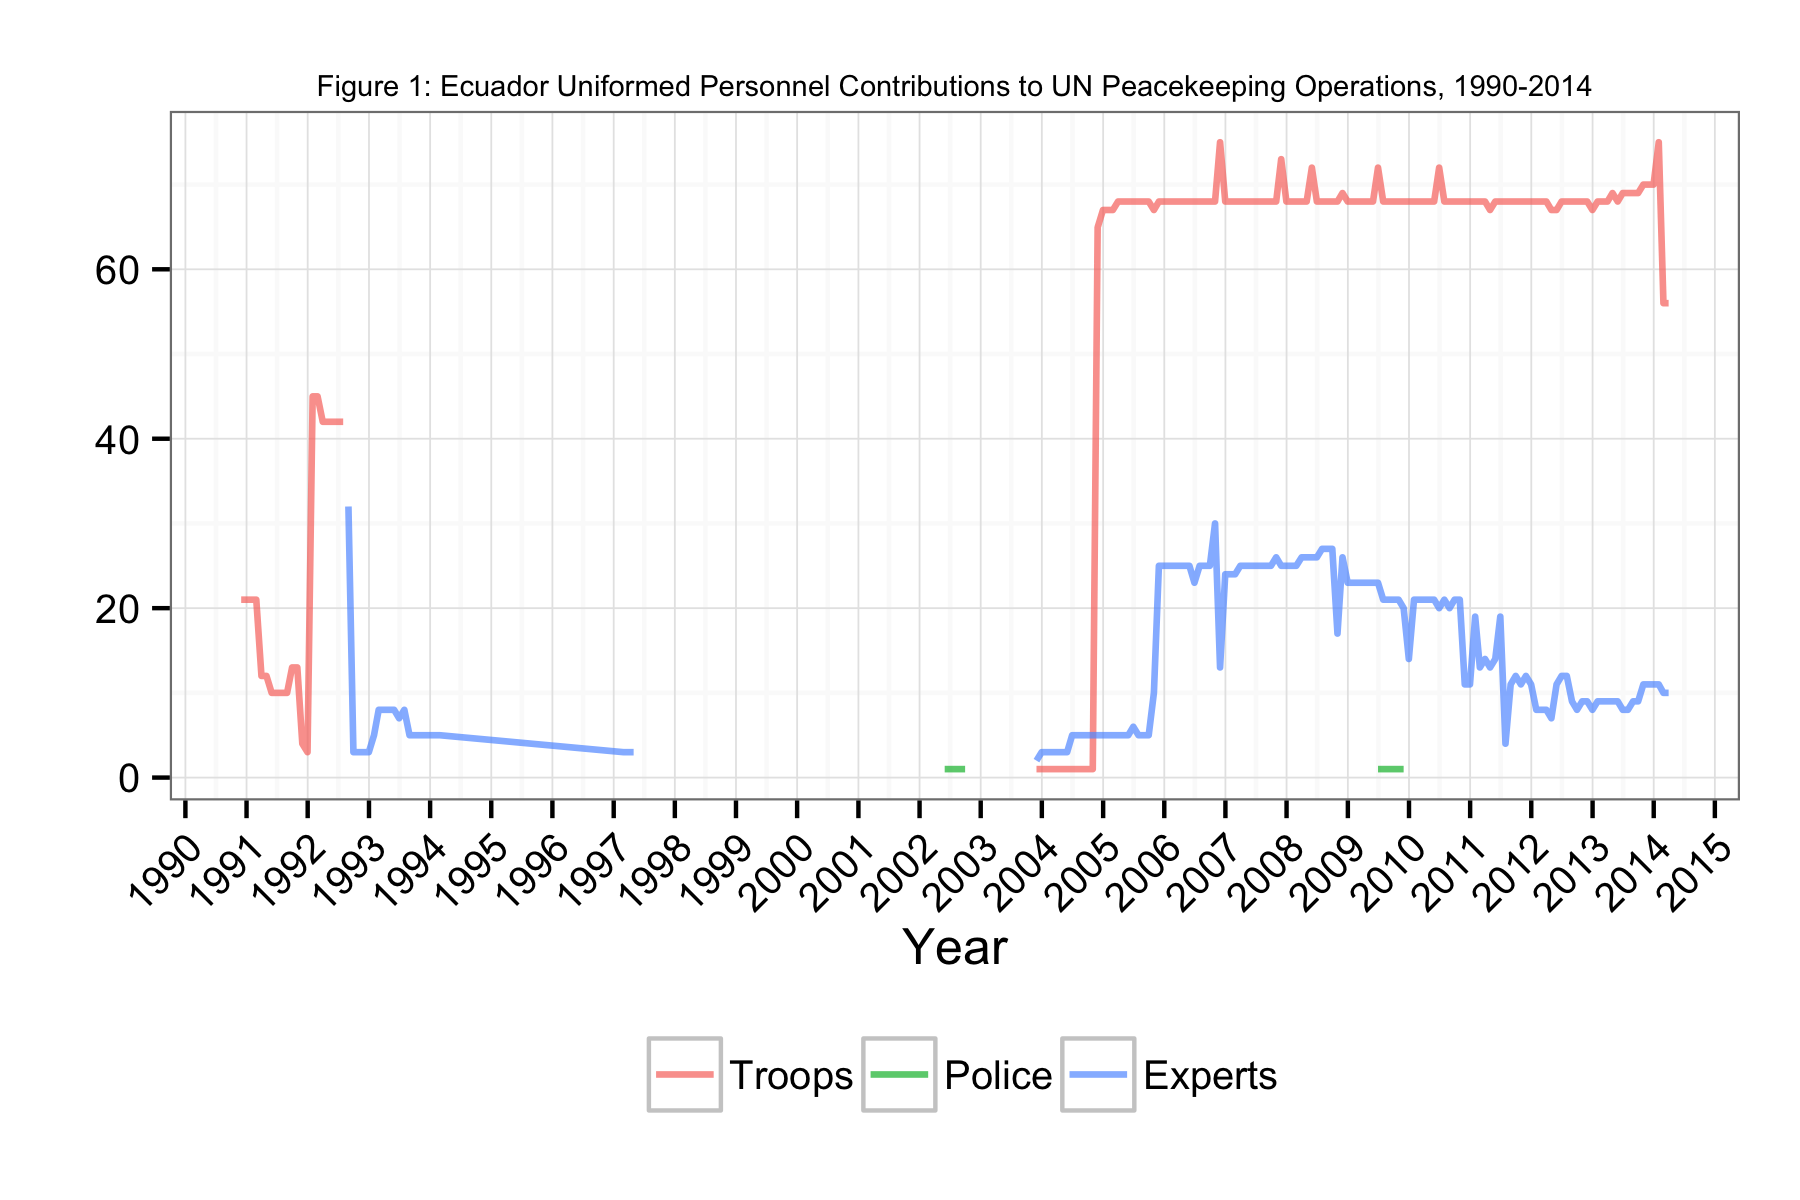 Figure 1: Ecuador Uniformed Personnel Contributions to UN Peacekeeping Operations, 1990-2014
60
40
20
0
1990 1991 1992 1993 1994 1995 1996 1997 1998 1999 2000 2001 2002 2003 2004 2005 2006 2007 2008 2009 2010 2011 2012 2013 2014 2015
Year
Troops Police Experts